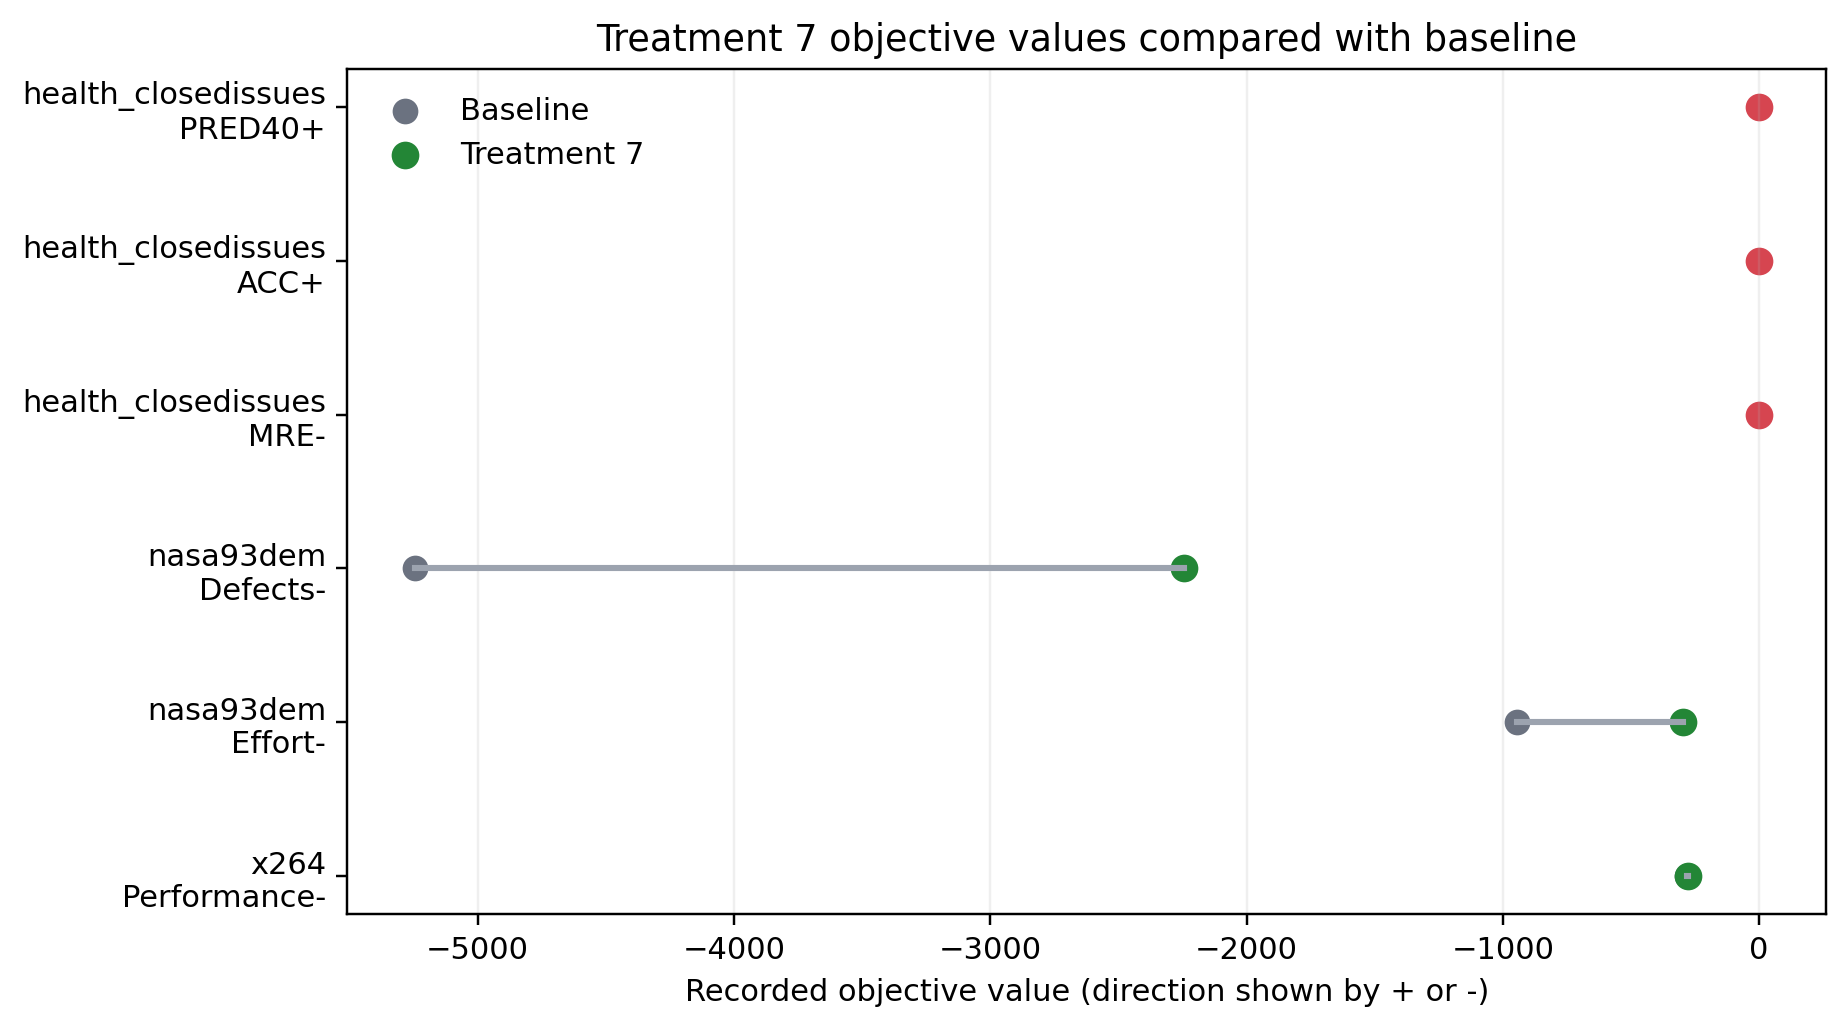 Treatment 7 objective values compared with baseline
health_closedissues
PRED40+
health_closedissues
ACC+
health_closedissues
MRE-
nasa93dem
Defects-
nasa93dem
Effort-
x264
Performance-
Baseline
Treatment 7
−5000 −4000 −3000 −2000 −1000 0
Recorded objective value (direction shown by + or -)